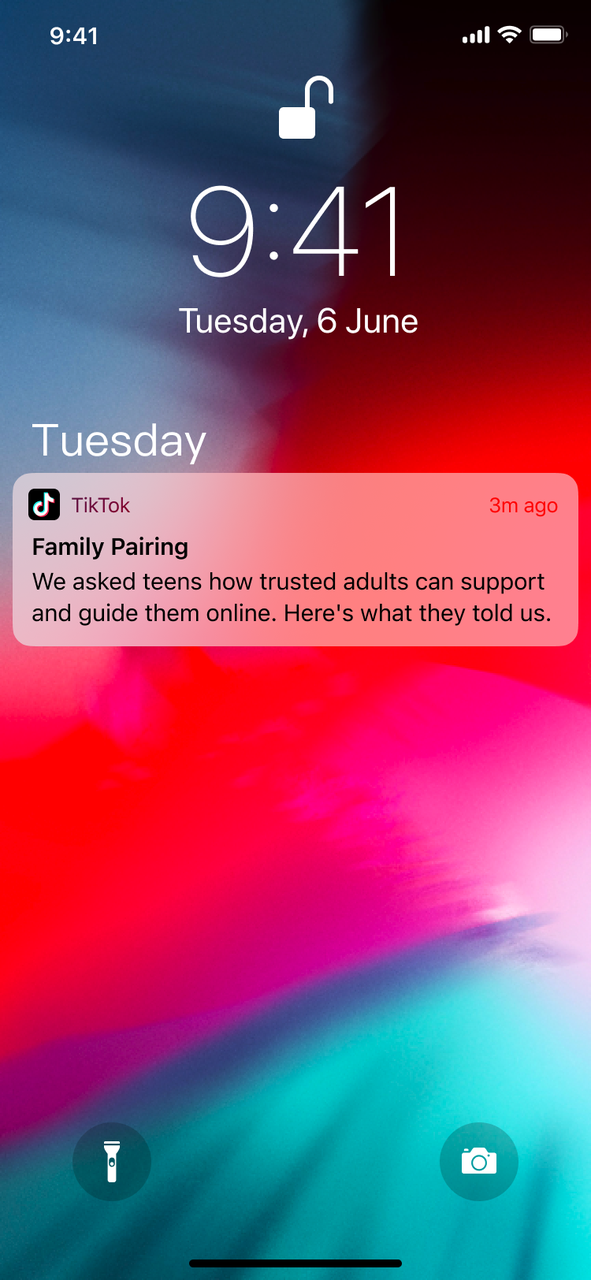 9:41
9:41
Tuesday, 6 June
Tuesday
TikTok 3m ago
Family Pairing
We asked teens how trusted adults can support
and guide them online. Here's what they told us.